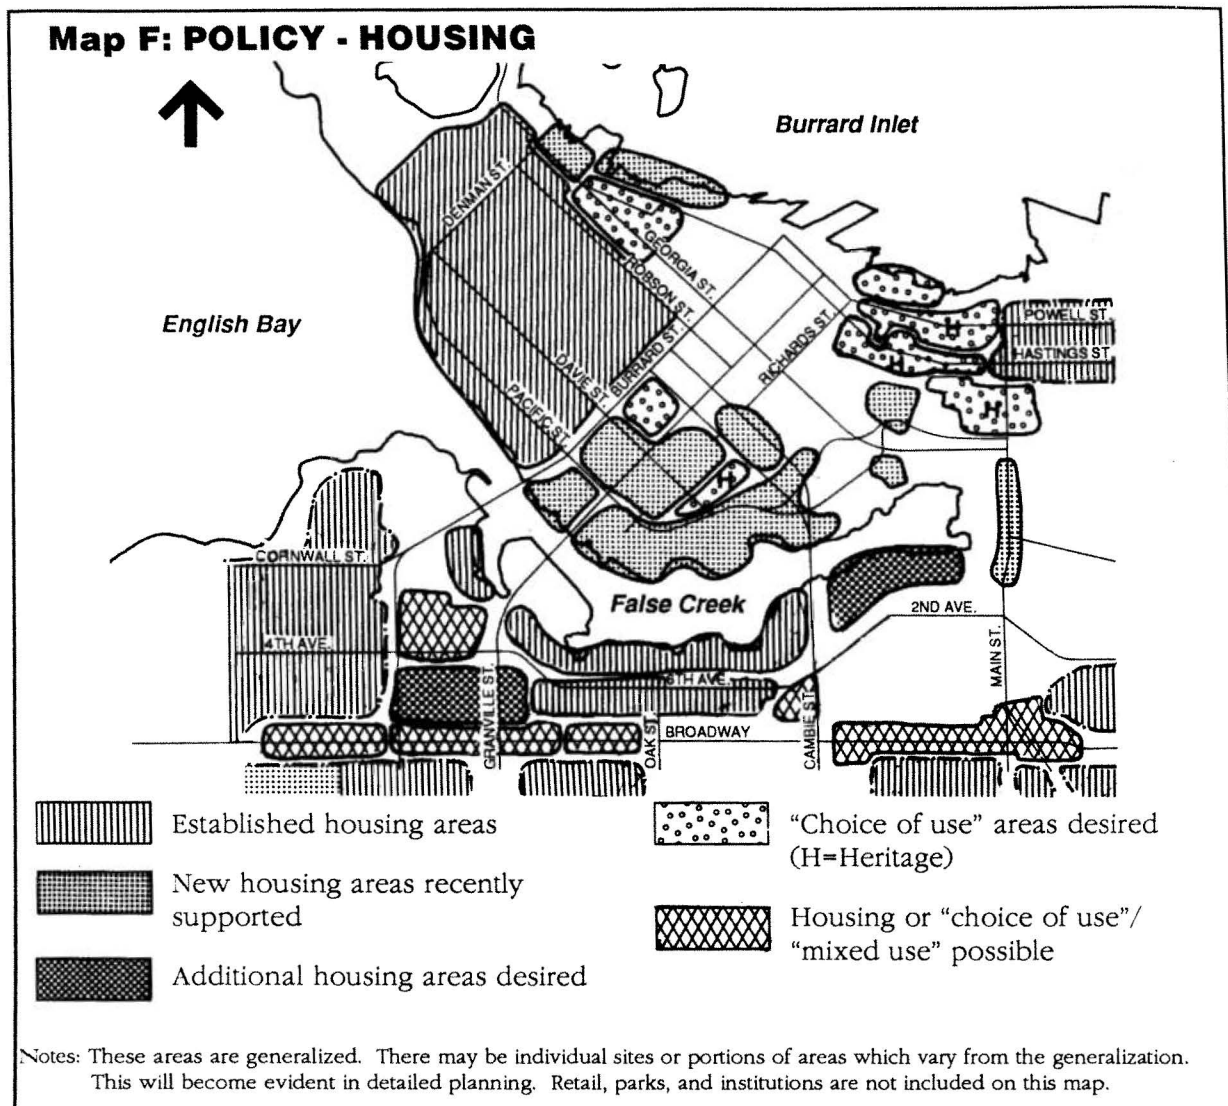 Map F: POLICY - HOUSING
Burrard Inlet
DENMAN ST.
GEORGIA ST.
ROBSON ST.
English Bay
RICHARDS ST.
BURRARD ST.
DAVIE ST.
PACIFIC ST.
POWELL ST.
H
HASTINGS ST.
H
H
H
CORNWALL ST.
False Creek
2ND AVE.
4TH AVE.
MAIN ST.
6TH AVE.
GRANVILLE ST.
OAK ST.
BROADWAY
CAMBIE ST.
Established housing areas
New housing areas recently
supported
Additional housing areas desired
“Choice of use” areas desired
(H=Heritage)
Housing or “choice of use”/
“mixed use” possible
Notes: These areas are generalized. There may be individual sites or portions of areas which vary from the generalization.
This will become evident in detailed planning. Retail, parks, and institutions are not included on this map.